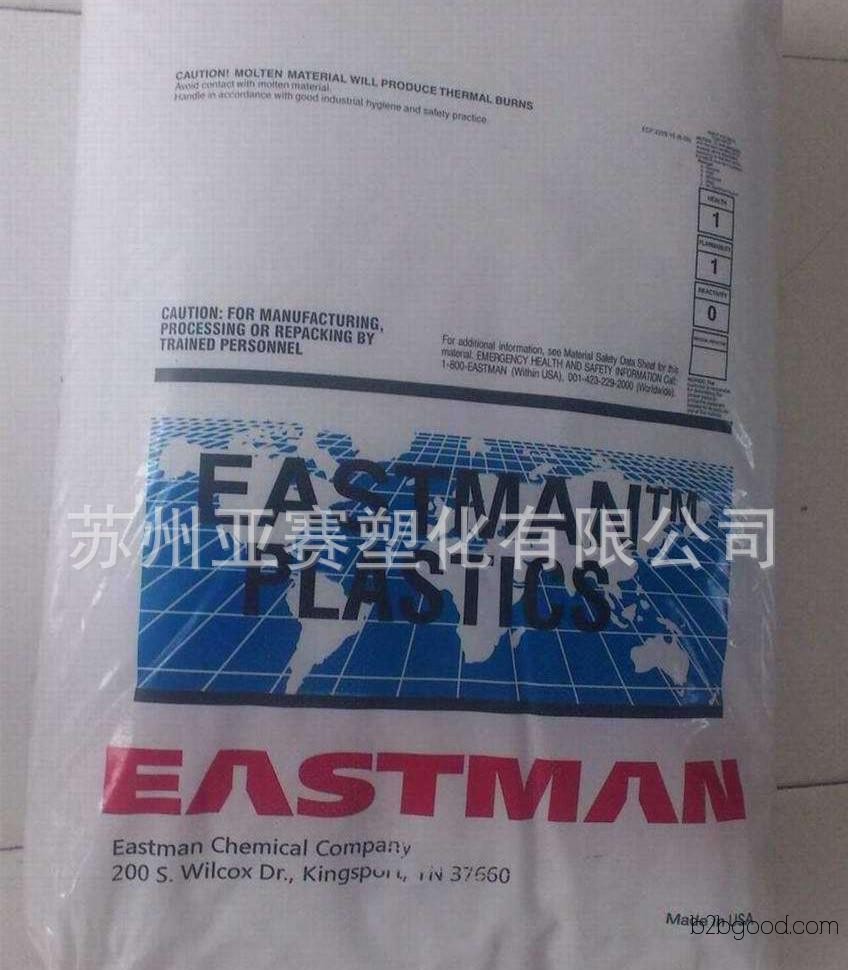 CAUTION! MOLTEN MATERIAL WILL PRODUCE THERMAL BURNS
Avoid contact with molten material.
Handle in accordance with good industrial hygiene and safety practice.
HEALTH
1
FLAMMABILITY
1
REACTIVITY
0
CAUTION: FOR MANUFACTURING,
PROCESSING OR REPACKING BY
TRAINED PERSONNEL
For additional information, see Material Safety Data Sheet for this
material. EMERGENCY HEALTH AND SAFETY INFORMATION Call:
1-800-EASTMAN (Within USA), 001-423-229-2000 (Worldwide).
EASTMAN™
苏州亚赛塑化有限公司
PLASTICS
EASTMAN
Eastman Chemical Company
200 S. Wilcox Dr., Kingsport, TN 37660
Made in USA
b2bgood.com